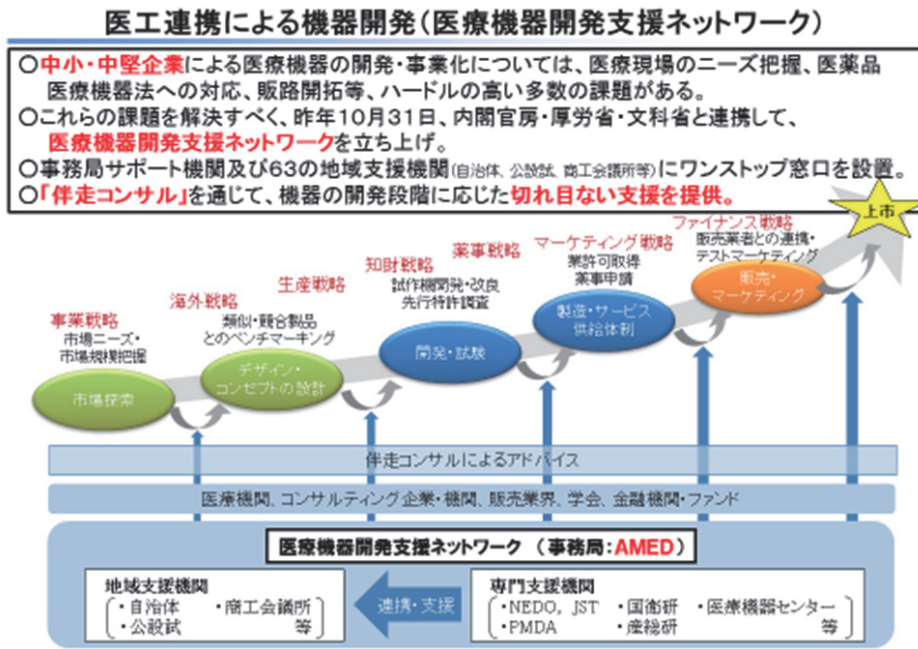 医工連携による機器開発(医療機器開発支援ネットワーク)
○中小・中堅企業による医療機器の開発・事業化については、医療現場のニーズ把握、医薬品
医療機器法への対応、販路開拓等、ハードルの高い多数の課題がある。
○これらの課題を解決すべく、昨年10月31日、内閣官房・厚労省・文科省と連携して、
医療機器開発支援ネットワークを立ち上げ。
○事務局サポート機関及び63の地域支援機関(自治体、公設試、商工会議所等)にワンストップ窓口を設置。
○「伴走コンサル」を通じて、機器の開発段階に応じた切れ目ない支援を提供。
上市
事業戦略
市場ニーズ・
市場規模把握
市場探索
海外戦略
生産戦略
類似・競合製品
とのベンチマーキング
デザイン・
コンセプトの設計
知財戦略
薬事戦略
試作機開発・改良
先行特許調査
開発・試験
マーケティング戦略
業許可取得
薬事申請
製造・サービス
供給体制
ファイナンス戦略
販売業者との連携・
テストマーケティング
販売・
マーケティング
伴走コンサルによるアドバイス
医療機関、コンサルティング企業・機関、販売業界、学会、金融機関・ファンド
医療機器開発支援ネットワーク (事務局:AMED)
地域支援機関
・自治体 ・商工会議所
・公設試 等
連携・支援
専門支援機関
・NEDO, JST ・国衛研 ・医療機器センター
・PMDA ・産総研 等